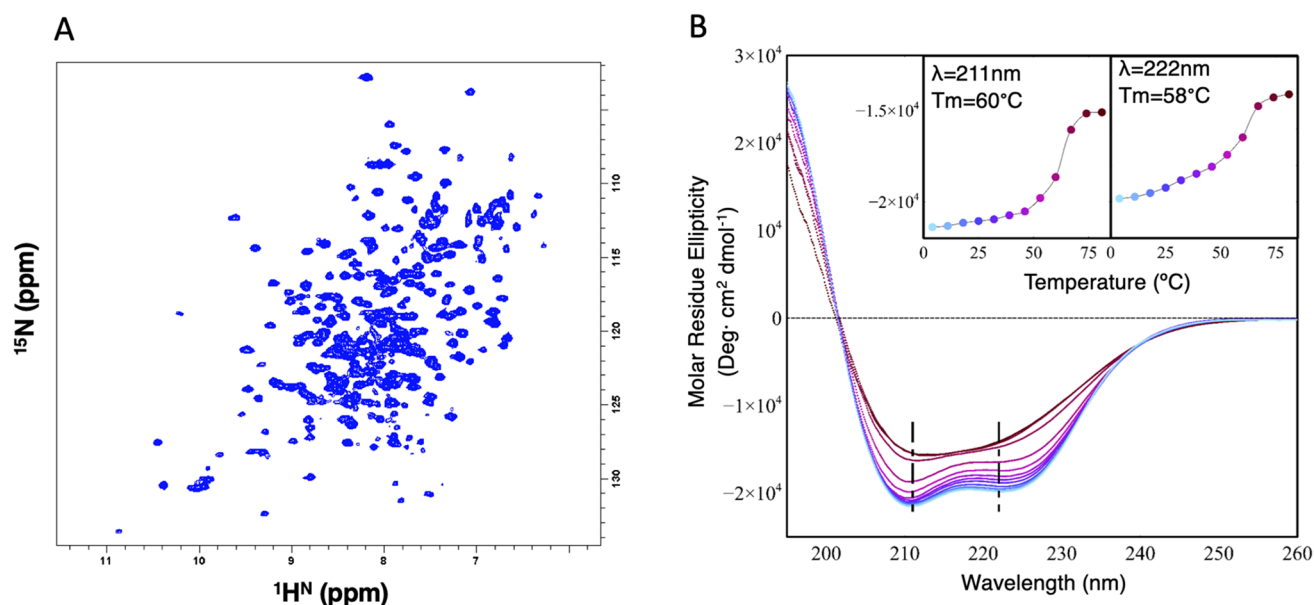 A
110
115
120
125
130
¹⁵N (ppm)
11
10
9
8
7
¹Hᴺ (ppm)
B
3×10⁴
2×10⁴
10⁴
0
−1×10⁴
−2×10⁴
Molar Residue Ellipticity
(Deg· cm² dmol⁻¹)
λ=211nm
Tm=60°C
λ=222nm
Tm=58°C
−1.5×10⁴
−2×10⁴
0
25
50
75
0
25
50
75
Temperature (ºC)
200
210
220
230
240
250
260
Wavelength (nm)